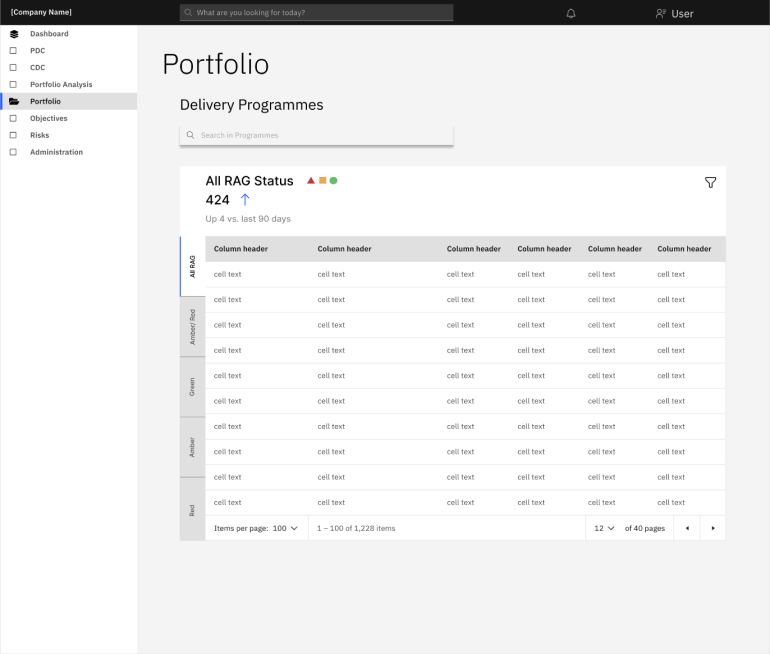 [Company Name]
What are you looking for today?
User
Dashboard
PDC
CDC
Portfolio Analysis
Portfolio
Objectives
Risks
Administration
Portfolio
Delivery Programmes
Search in Programmes
All RAG Status
424
Up 4 vs. last 90 days
All RAG
Amber/ Red
Green
Amber
Red
Column header Column header Column header Column header Column header Column header
cell text cell text cell text cell text cell text cell text
cell text cell text cell text cell text cell text cell text
cell text cell text cell text cell text cell text cell text
cell text cell text cell text cell text cell text cell text
cell text cell text cell text cell text cell text cell text
cell text cell text cell text cell text cell text cell text
cell text cell text cell text cell text cell text cell text
cell text cell text cell text cell text cell text cell text
cell text cell text cell text cell text cell text cell text
cell text cell text cell text cell text cell text cell text
Items per page: 100 1 – 100 of 1,228 items 12 of 40 pages